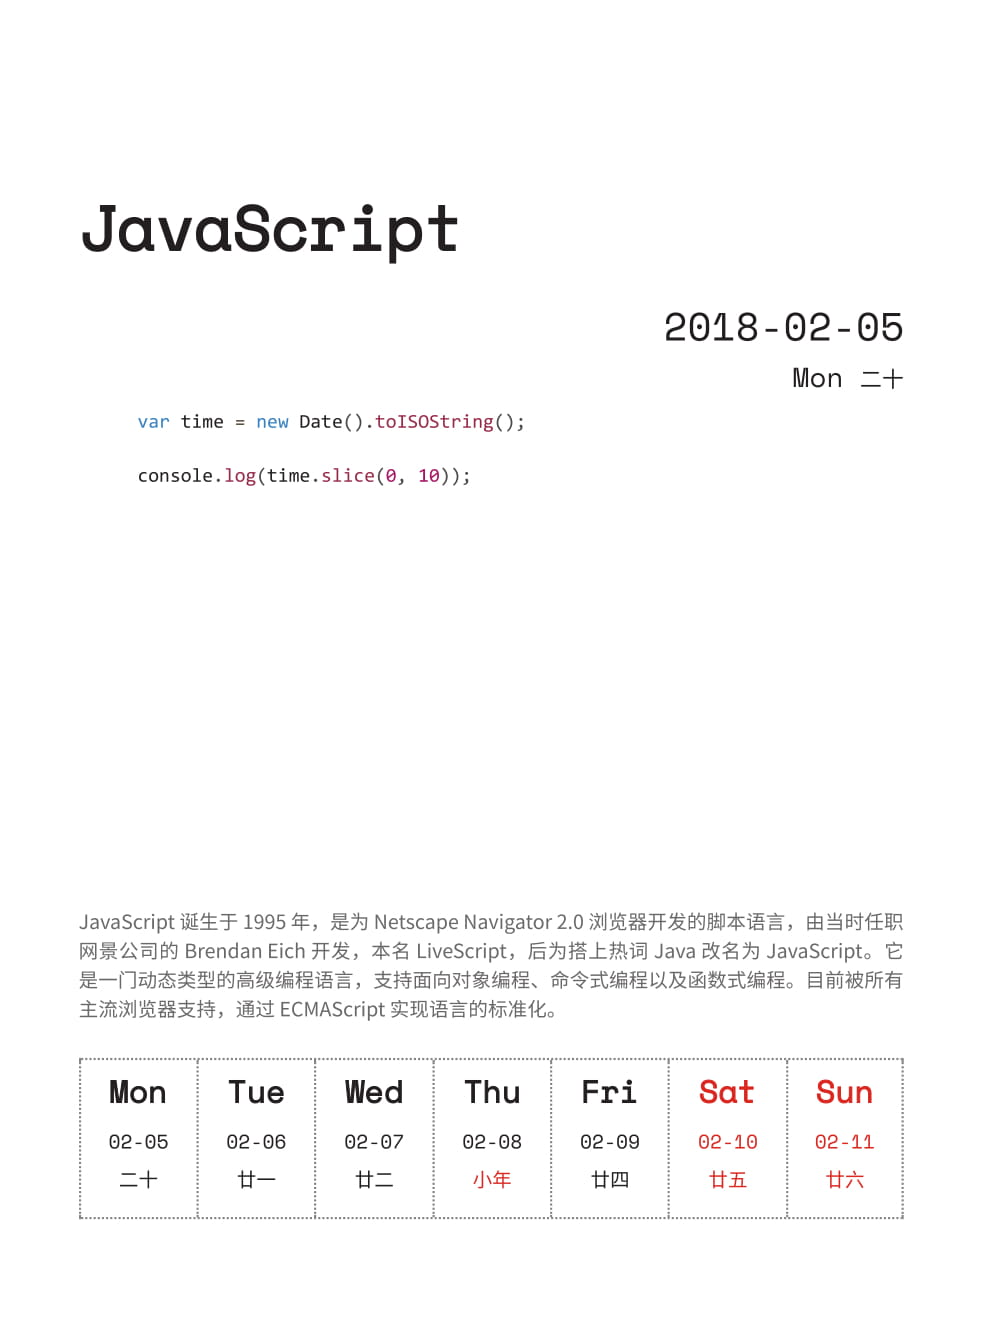 JavaScript
2018-02-05
Mon 二十
var time = new Date().toISOString();
console.log(time.slice(0, 10));
JavaScript 诞生于 1995 年，是为 Netscape Navigator 2.0 浏览器开发的脚本语言，由当时任职
网景公司的 Brendan Eich 开发，本名 LiveScript，后为搭上热词 Java 改名为 JavaScript。它
是一门动态类型的高级编程语言，支持面向对象编程、命令式编程以及函数式编程。目前被所有
主流浏览器支持，通过 ECMAScript 实现语言的标准化。
Mon Tue Wed Thu Fri Sat Sun
02-05 02-06 02-07 02-08 02-09 02-10 02-11
二十 廿一 廿二 小年 廿四 廿五 廿六